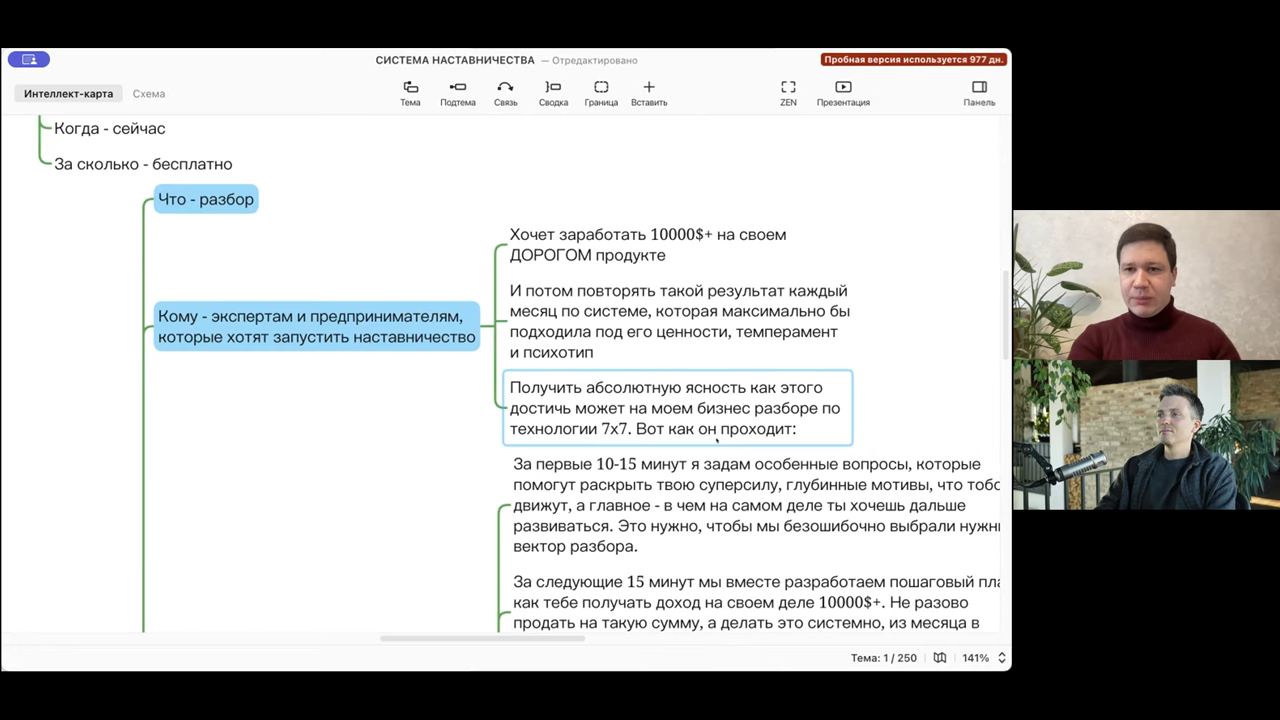 СИСТЕМА НАСТАВНИЧЕСТВА — Отредактировано
Пробная версия используется 977 дн.
Интеллект-карта
Схема
Тема
Подтема
Связь
Сводка
Граница
Вставить
ZEN
Презентация
Панель
Когда - сейчас
За сколько - бесплатно
Что - разбор
Кому - экспертам и предпринимателям,
которые хотят запустить наставничество
Хочет заработать 10000$+ на своем
ДОРОГОМ продукте
И потом повторять такой результат каждый
месяц по системе, которая максимально бы
подходила под его ценности, темперамент
и психотип
Получить абсолютную ясность как этого
достичь может на моем бизнес разборе по
технологии 7х7. Вот как он проходит:
За первые 10-15 минут я задам особенные вопросы, которые
помогут раскрыть твою суперсилу, глубинные мотивы, что тобо
движут, а главное - в чем на самом деле ты хочешь дальше
развиваться. Это нужно, чтобы мы безошибочно выбрали нужн
вектор разбора.
За следующие 15 минут мы вместе разработаем пошаговый пла
как тебе получать доход на своем деле 10000$+. Не разово
продать на такую сумму, а делать это системно, из месяца в
Тема: 1 / 250
141%